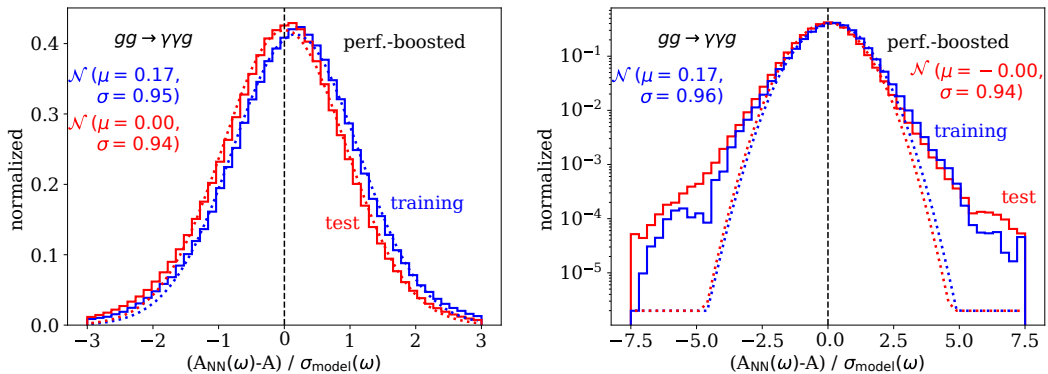 gg → γγg
perf.-boosted
𝒩 (μ = 0.17,
σ = 0.95)
𝒩 (μ = 0.00,
σ = 0.94)
training
test
normalized
0.0
0.1
0.2
0.3
0.4
−3
−2
−1
0
1
2
3
(A_NN(ω)-A) / σ_model(ω)
gg → γγg
perf.-boosted
𝒩 (μ = 0.17,
σ = 0.96)
𝒩 (μ = − 0.00,
σ = 0.94)
training
test
normalized
10⁻¹
10⁻²
10⁻³
10⁻⁴
10⁻⁵
−7.5
−5.0
−2.5
0.0
2.5
5.0
7.5
(A_NN(ω)-A) / σ_model(ω)